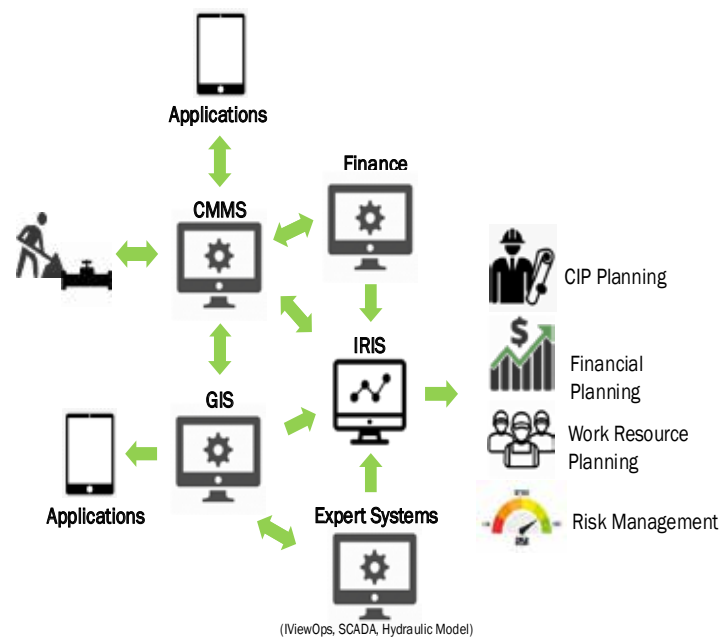 Applications
Finance
CMMS
CIP Planning
IRIS
Financial
Planning
GIS
Work Resource
Planning
Applications
Expert Systems
Risk Management
(IViewOps, SCADA, Hydraulic Model)
$